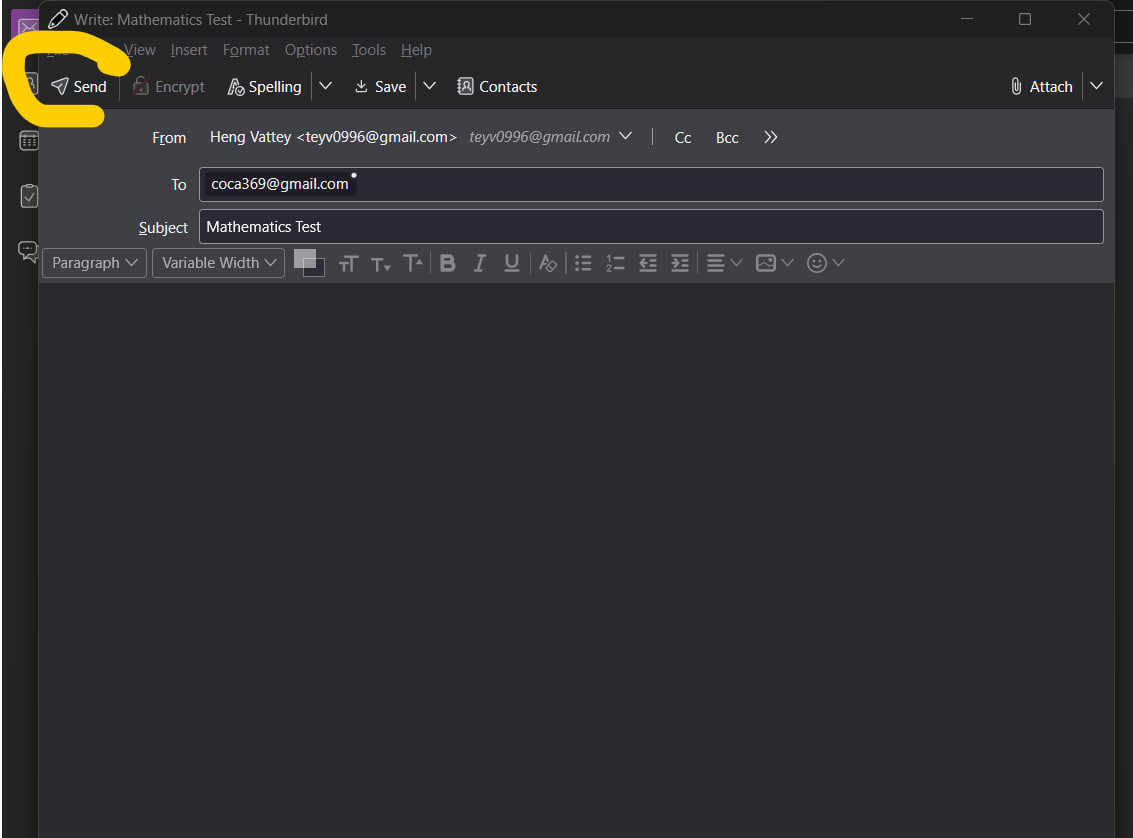 Write: Mathematics Test - Thunderbird
View Insert Format Options Tools Help
Send Encrypt Spelling Save Contacts Attach
From Heng Vattey <teyv0996@gmail.com> teyv0996@gmail.com Cc Bcc
To coca369@gmail.com
Subject Mathematics Test
Paragraph Variable Width